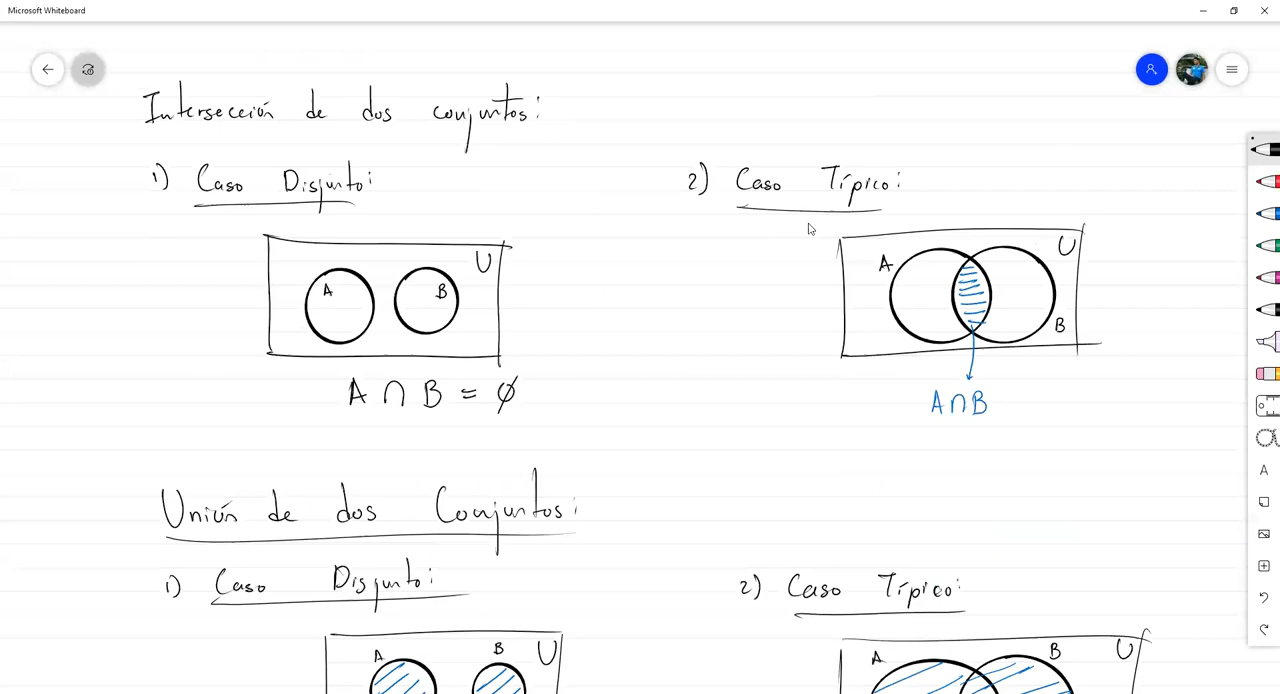 Microsoft Whiteboard
Intersección de dos conjuntos:
1) Caso Disjunto:
2) Caso Típico:
U
A
B
A ∩ B = ∅
U
A
B
A∩B
Unión de dos Conjuntos:
1) Caso Disjunto:
2) Caso Típico:
A
B
U
A
B
U